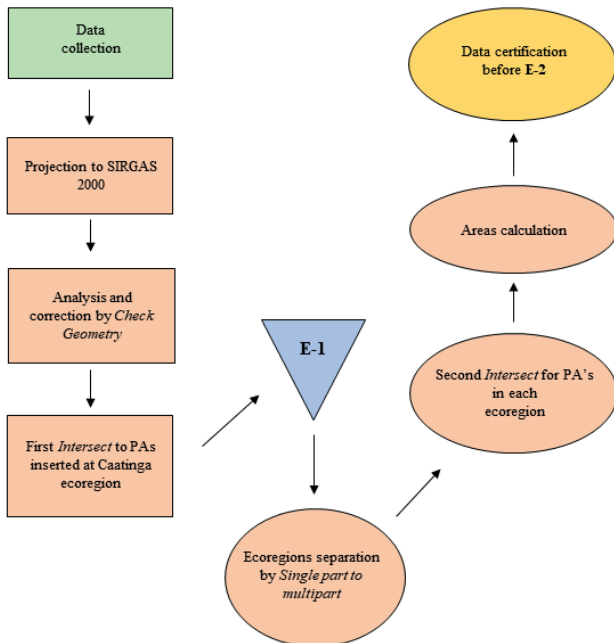 Data
collection
Projection to SIRGAS
2000
Analysis and
correction by Check
Geometry
First Intersect to PAs
inserted at Caatinga
ecoregion
E-1
Ecoregions separation
by Single part to
multipart
Second Intersect for PA's
in each
ecoregion
Areas calculation
Data certification
before E-2